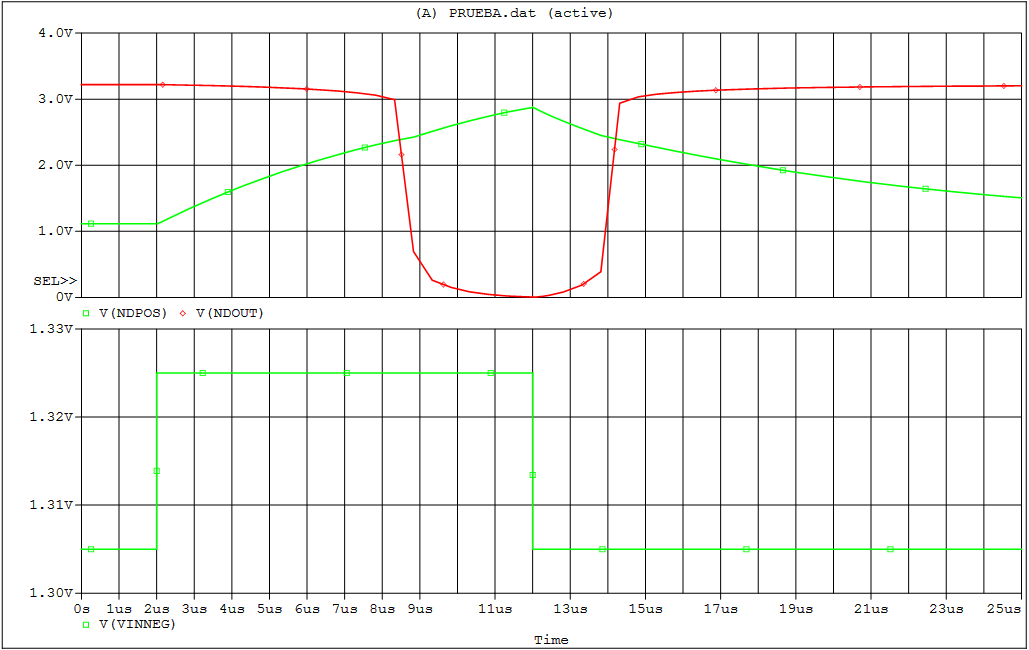 (A) PRUEBA.dat (active)
4.0V
3.0V
2.0V
1.0V
SEL>>
0V
V(NDPOS) V(NDOUT)
1.33V
1.32V
1.31V
1.30V
0s 1us 2us 3us 4us 5us 6us 7us 8us 9us 11us 13us 15us 17us 19us 21us 23us 25us
V(VINNEG)
Time